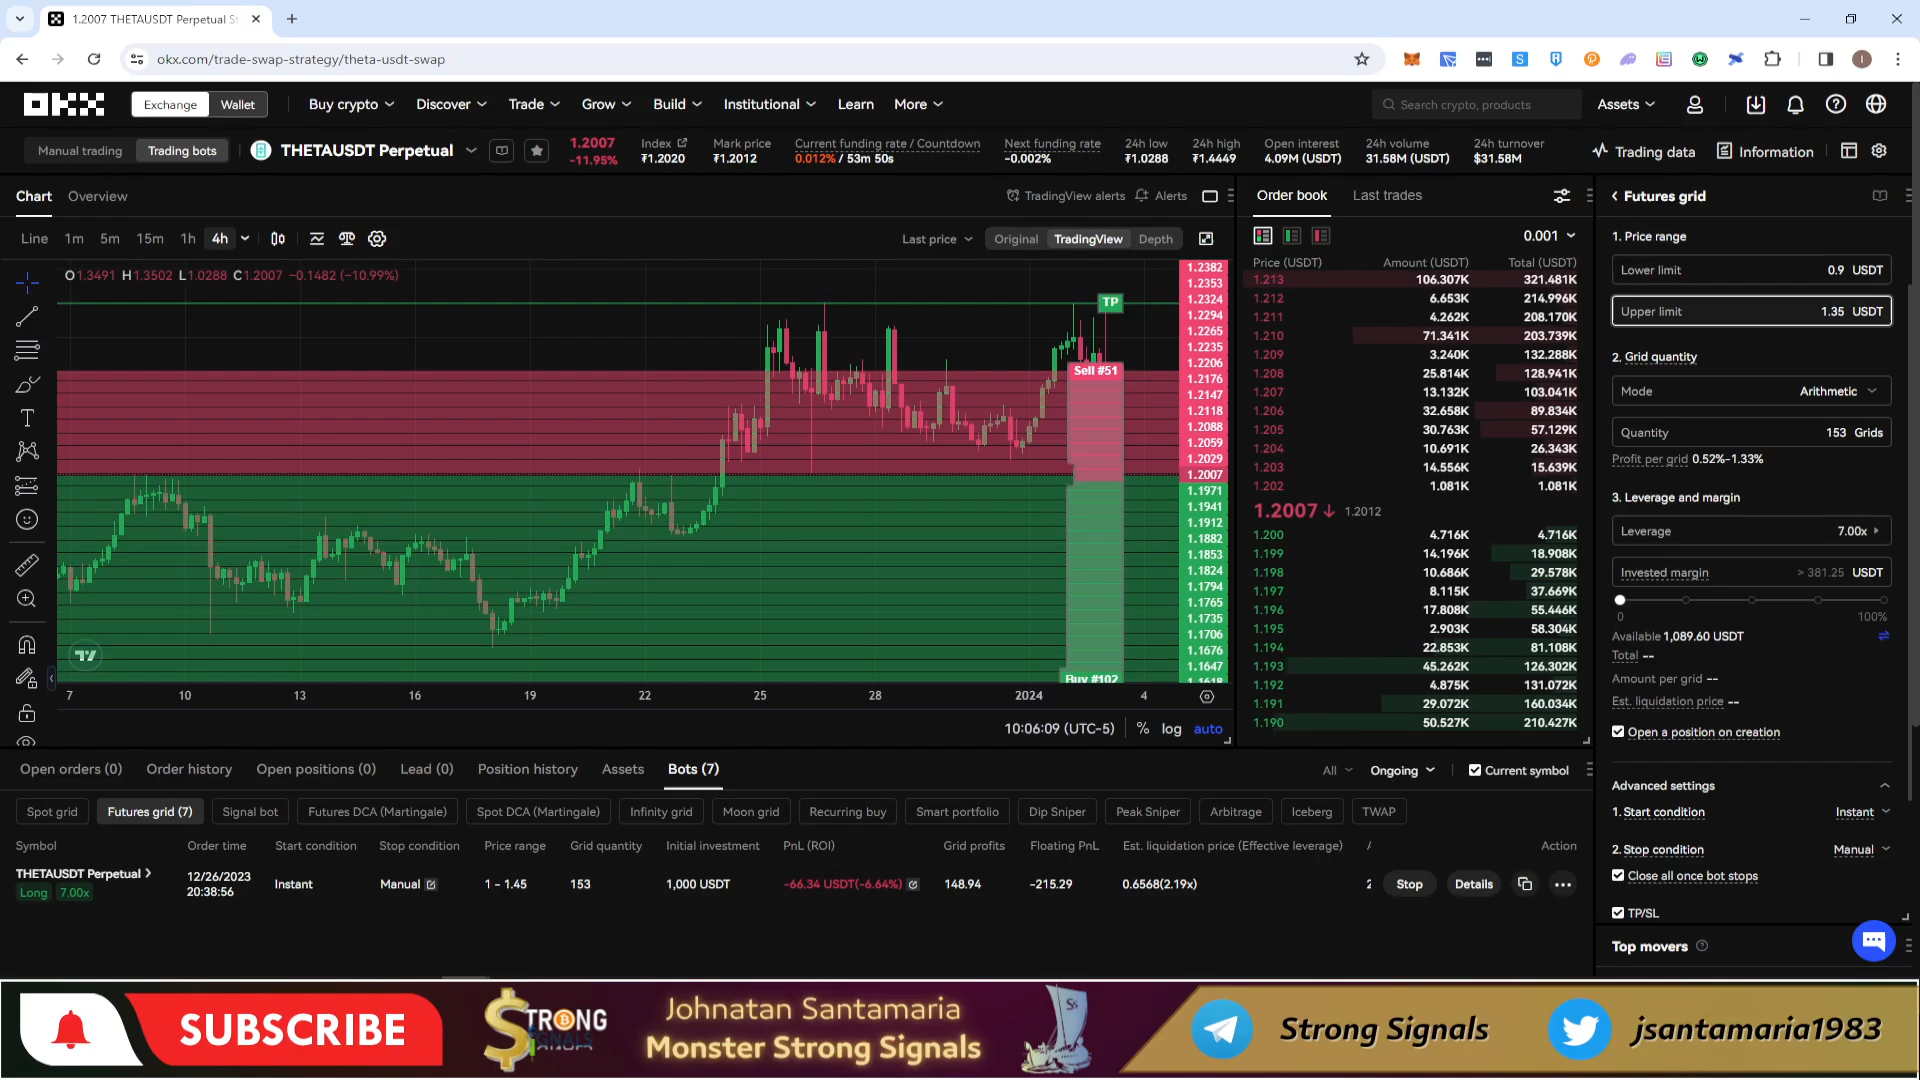 1.2007 THETAUSDT Perpetual S
okx.com/trade-swap-strategy/theta-usdt-swap
OKX Exchange Wallet Buy crypto Discover Trade Grow Build Institutional Learn More Search crypto, products Assets
Manual trading Trading bots THETAUSDT Perpetual
1.2007 Index Mark price Current funding rate / Countdown Next funding rate 24h low 24h high Open interest 24h volume 24h turnover
-11.95% ₮1.2020 ₮1.2012 0.012% / 53m 50s -0.002% ₮1.0288 ₮1.4449 4.09M (USDT) 31.58M (USDT) $31.58M
Trading data Information
Chart Overview TradingView alerts Alerts
Line 1m 5m 15m 1h 4h Last price Original TradingView Depth
O1.3491 H1.3502 L1.0288 C1.2007 −0.1482 (−10.99%)
TP
Sell #51
Buy #102
1.2382
1.2353
1.2324
1.2294
1.2265
1.2235
1.2206
1.2176
1.2147
1.2118
1.2088
1.2059
1.2029
1.2007
1.1971
1.1941
1.1912
1.1882
1.1853
1.1824
1.1794
1.1765
1.1735
1.1706
1.1676
1.1647
1.1618
7 10 13 16 19 22 25 28 2024 4
10:06:09 (UTC-5) % log auto
Order book Last trades
0.001
Price (USDT) Amount (USDT) Total (USDT)
1.213 106.307K 321.481K
1.212 6.653K 214.996K
1.211 4.262K 208.170K
1.210 71.341K 203.739K
1.209 3.240K 132.288K
1.208 25.814K 128.941K
1.207 13.132K 103.041K
1.206 32.658K 89.834K
1.205 30.763K 57.129K
1.204 10.691K 26.343K
1.203 14.556K 15.639K
1.202 1.081K 1.081K
1.2007 1.2012
1.200 4.716K 4.716K
1.199 14.196K 18.908K
1.198 10.686K 29.578K
1.197 8.115K 37.669K
1.196 17.808K 55.446K
1.195 2.903K 58.304K
1.194 22.853K 81.108K
1.193 45.262K 126.302K
1.192 4.875K 131.072K
1.191 29.072K 160.034K
1.190 50.527K 210.427K
Futures grid
1. Price range
Lower limit 0.9 USDT
Upper limit 1.35 USDT
2. Grid quantity
Mode Arithmetic
Quantity 153 Grids
Profit per grid 0.52%-1.33%
3. Leverage and margin
Leverage 7.00x
Invested margin > 381.25 USDT
0 100%
Available 1,089.60 USDT
Total --
Amount per grid --
Est. liquidation price --
Open a position on creation
Advanced settings
1. Start condition Instant
2. Stop condition Manual
Close all once bot stops
TP/SL
Top movers
Open orders (0) Order history Open positions (0) Lead (0) Position history Assets Bots (7) All Ongoing Current symbol
Spot grid Futures grid (7) Signal bot Futures DCA (Martingale) Spot DCA (Martingale) Infinity grid Moon grid Recurring buy Smart portfolio Dip Sniper Peak Sniper Arbitrage Iceberg TWAP
Symbol Order time Start condition Stop condition Price range Grid quantity Initial investment PnL (ROI) Grid profits Floating PnL Est. liquidation price (Effective leverage) Action
THETAUSDT Perpetual 12/26/2023 Instant Manual 1 - 1.45 153 1,000 USDT -66.34 USDT(-6.64%) 148.94 -215.29 0.6568(2.19x) 2 Stop Details
Long 7.00x 20:38:56
SUBSCRIBE
STRONG
SIGNALS
Johnatan Santamaria
Monster Strong Signals
Strong Signals
jsantamaria1983